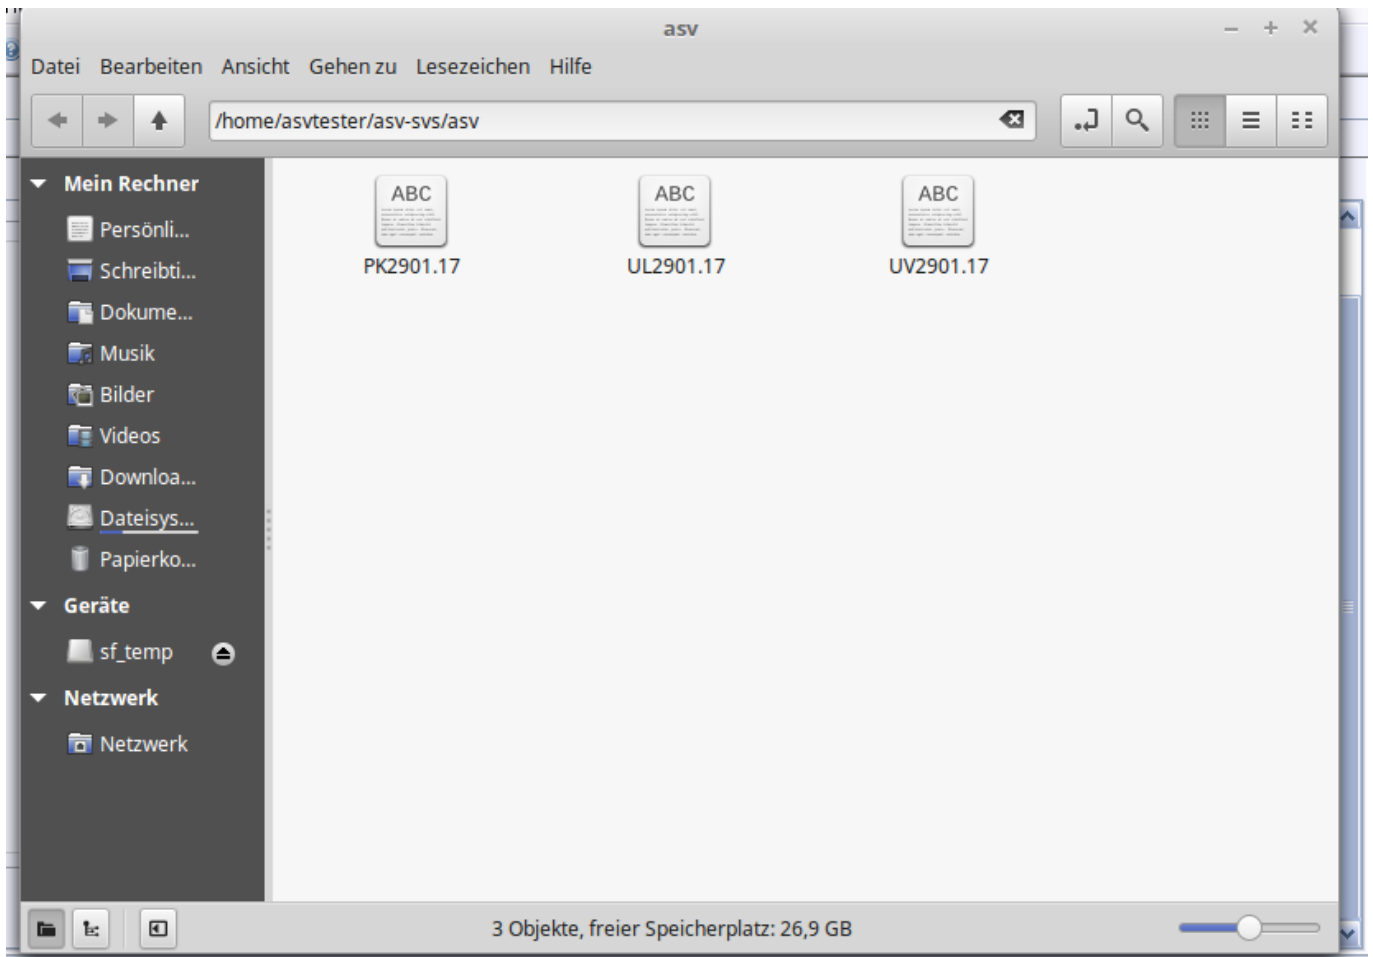 asv
Datei Bearbeiten Ansicht Gehen zu Lesezeichen Hilfe
/home/asvtester/asv-svs/asv
Mein Rechner
Persönli...
Schreibti...
Dokume...
Musik
Bilder
Videos
Downloa...
Dateisys...
Papierko...
Geräte
sf_temp
Netzwerk
Netzwerk
ABC ABC ABC
PK2901.17 UL2901.17 UV2901.17
3 Objekte, freier Speicherplatz: 26,9 GB